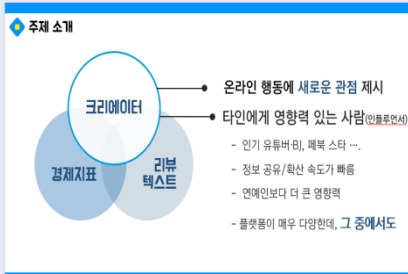 주제 소개
크리에이터
경제지표
리뷰
텍스트
온라인 행동에 새로운 관점 제시
타인에게 영향력 있는 사람(인플루언서)
- 인기 유튜버·BJ, 페북 스타 ….
- 정보 공유/확산 속도가 빠름
- 연예인보다 더 큰 영향력
- 플랫폼이 매우 다양한데, 그 중에서도